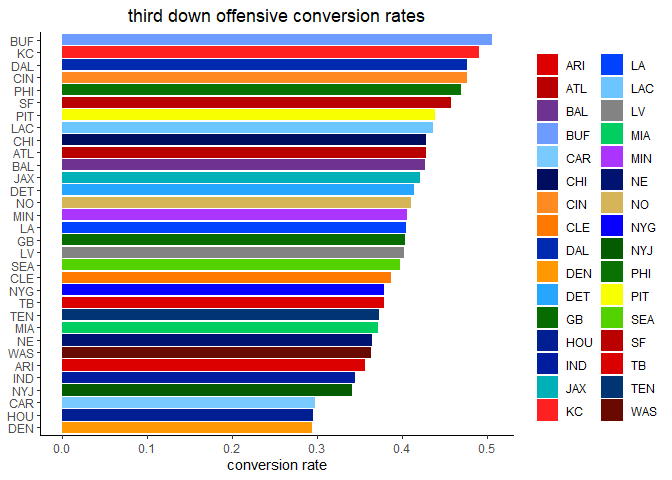 third down offensive conversion rates
BUF
KC
DAL
CIN
PHI
SF
PIT
LAC
CHI
ATL
BAL
JAX
DET
NO
MIN
LA
GB
LV
SEA
CLE
NYG
TB
TEN
MIA
NE
WAS
ARI
IND
NYJ
CAR
HOU
DEN
0.0 0.1 0.2 0.3 0.4 0.5
conversion rate
ARI LA
ATL LAC
BAL LV
BUF MIA
CAR MIN
CHI NE
CIN NO
CLE NYG
DAL NYJ
DEN PHI
DET PIT
GB SEA
HOU SF
IND TB
JAX TEN
KC WAS